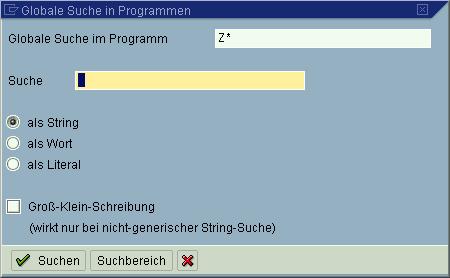 Globale Suche in Programmen
Globale Suche im Programm Z*
Suche
als String
als Wort
als Literal
Groß-Klein-Schreibung
(wirkt nur bei nicht-generischer String-Suche)
Suchen Suchbereich